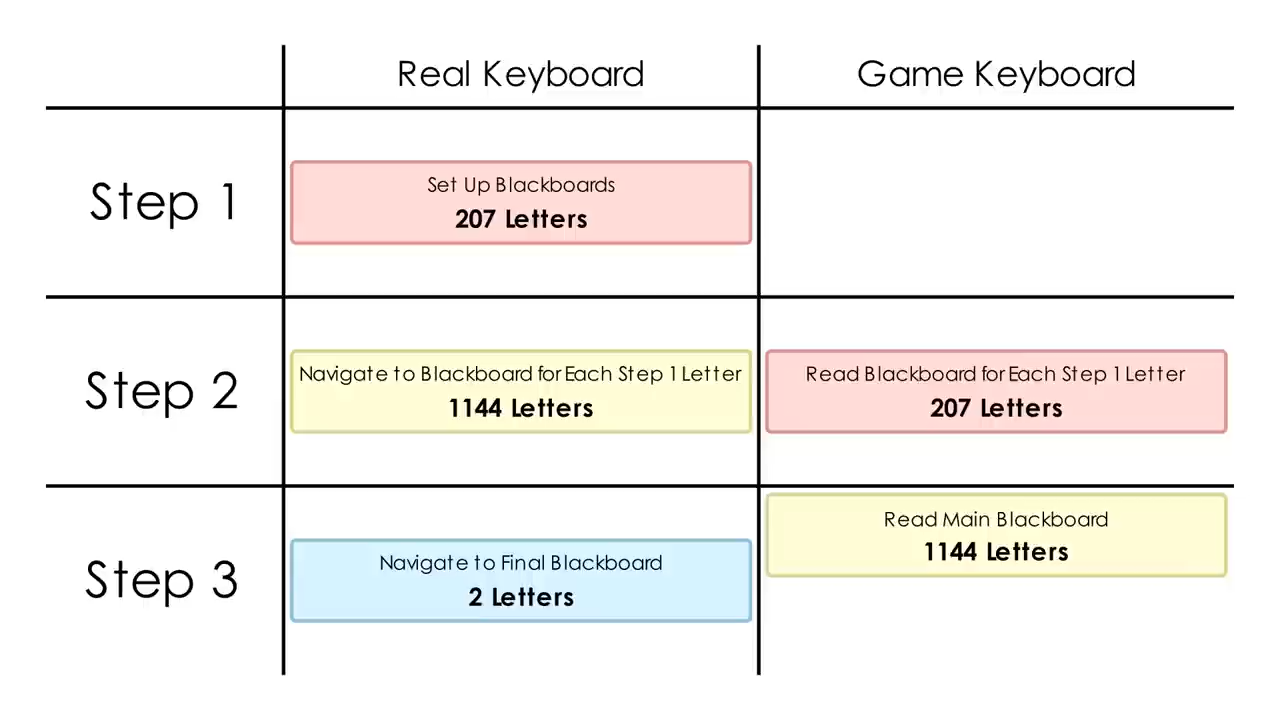 Real Keyboard
Game Keyboard
Step 1
Set Up Blackboards
207 Letters
Step 2
Navigate to Blackboard for Each Step 1 Letter
1144 Letters
Read Blackboard for Each Step 1 Letter
207 Letters
Step 3
Navigate to Final Blackboard
2 Letters
Read Main Blackboard
1144 Letters